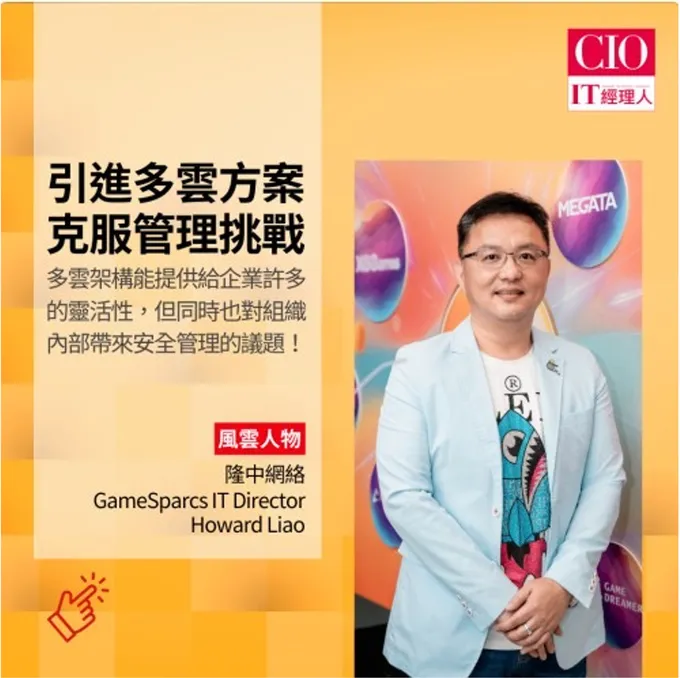 CIO
IT經理人
引進多雲方案
克服管理挑戰
多雲架構能提供給企業許多
的靈活性，但同時也對組織
內部帶來安全管理的議題！
風雲人物
隆中網絡
GameSparcs IT Director
Howard Liao
MEGATA
®
GAME
DREAMER